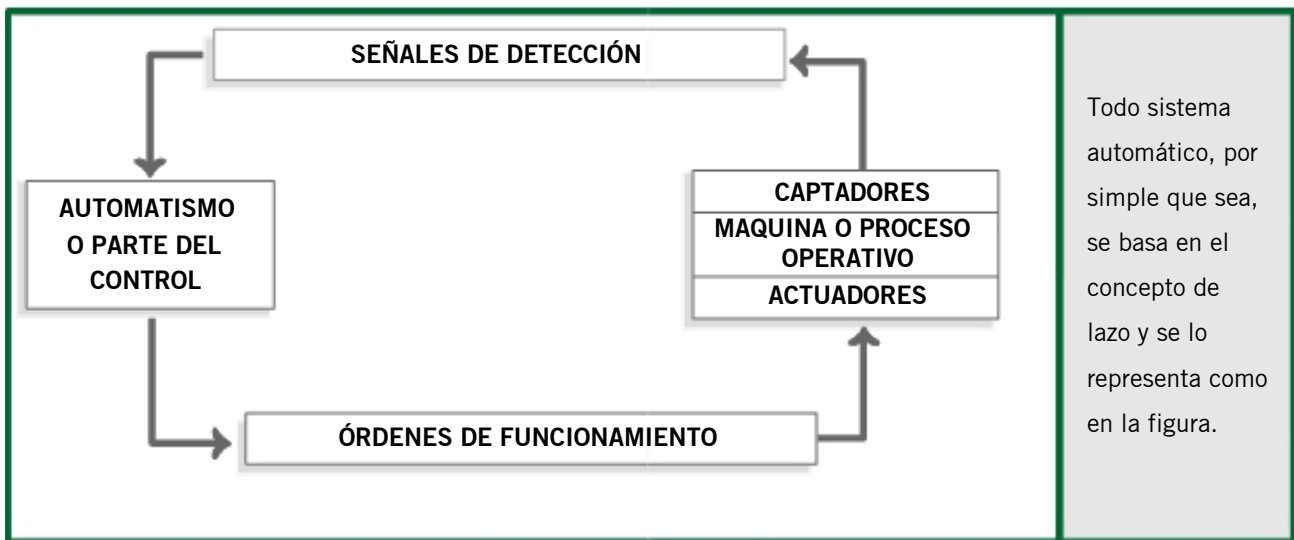 SEÑALES DE DETECCIÓN
AUTOMATISMO
O PARTE DEL
CONTROL
CAPTADORES
MAQUINA O PROCESO
OPERATIVO
ACTUADORES
ÓRDENES DE FUNCIONAMIENTO
Todo sistema
automático, por
simple que sea,
se basa en el
concepto de
lazo y se lo
representa como
en la figura.